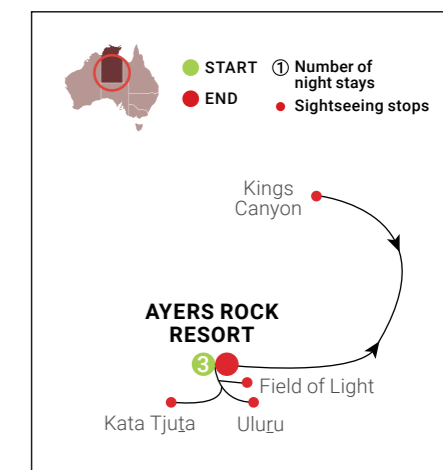 START
END
1 Number of
night stays
Sightseeing stops
Kings
Canyon
AYERS ROCK
RESORT
3
Field of Light
Kata Tjuṯa
Uluṟu